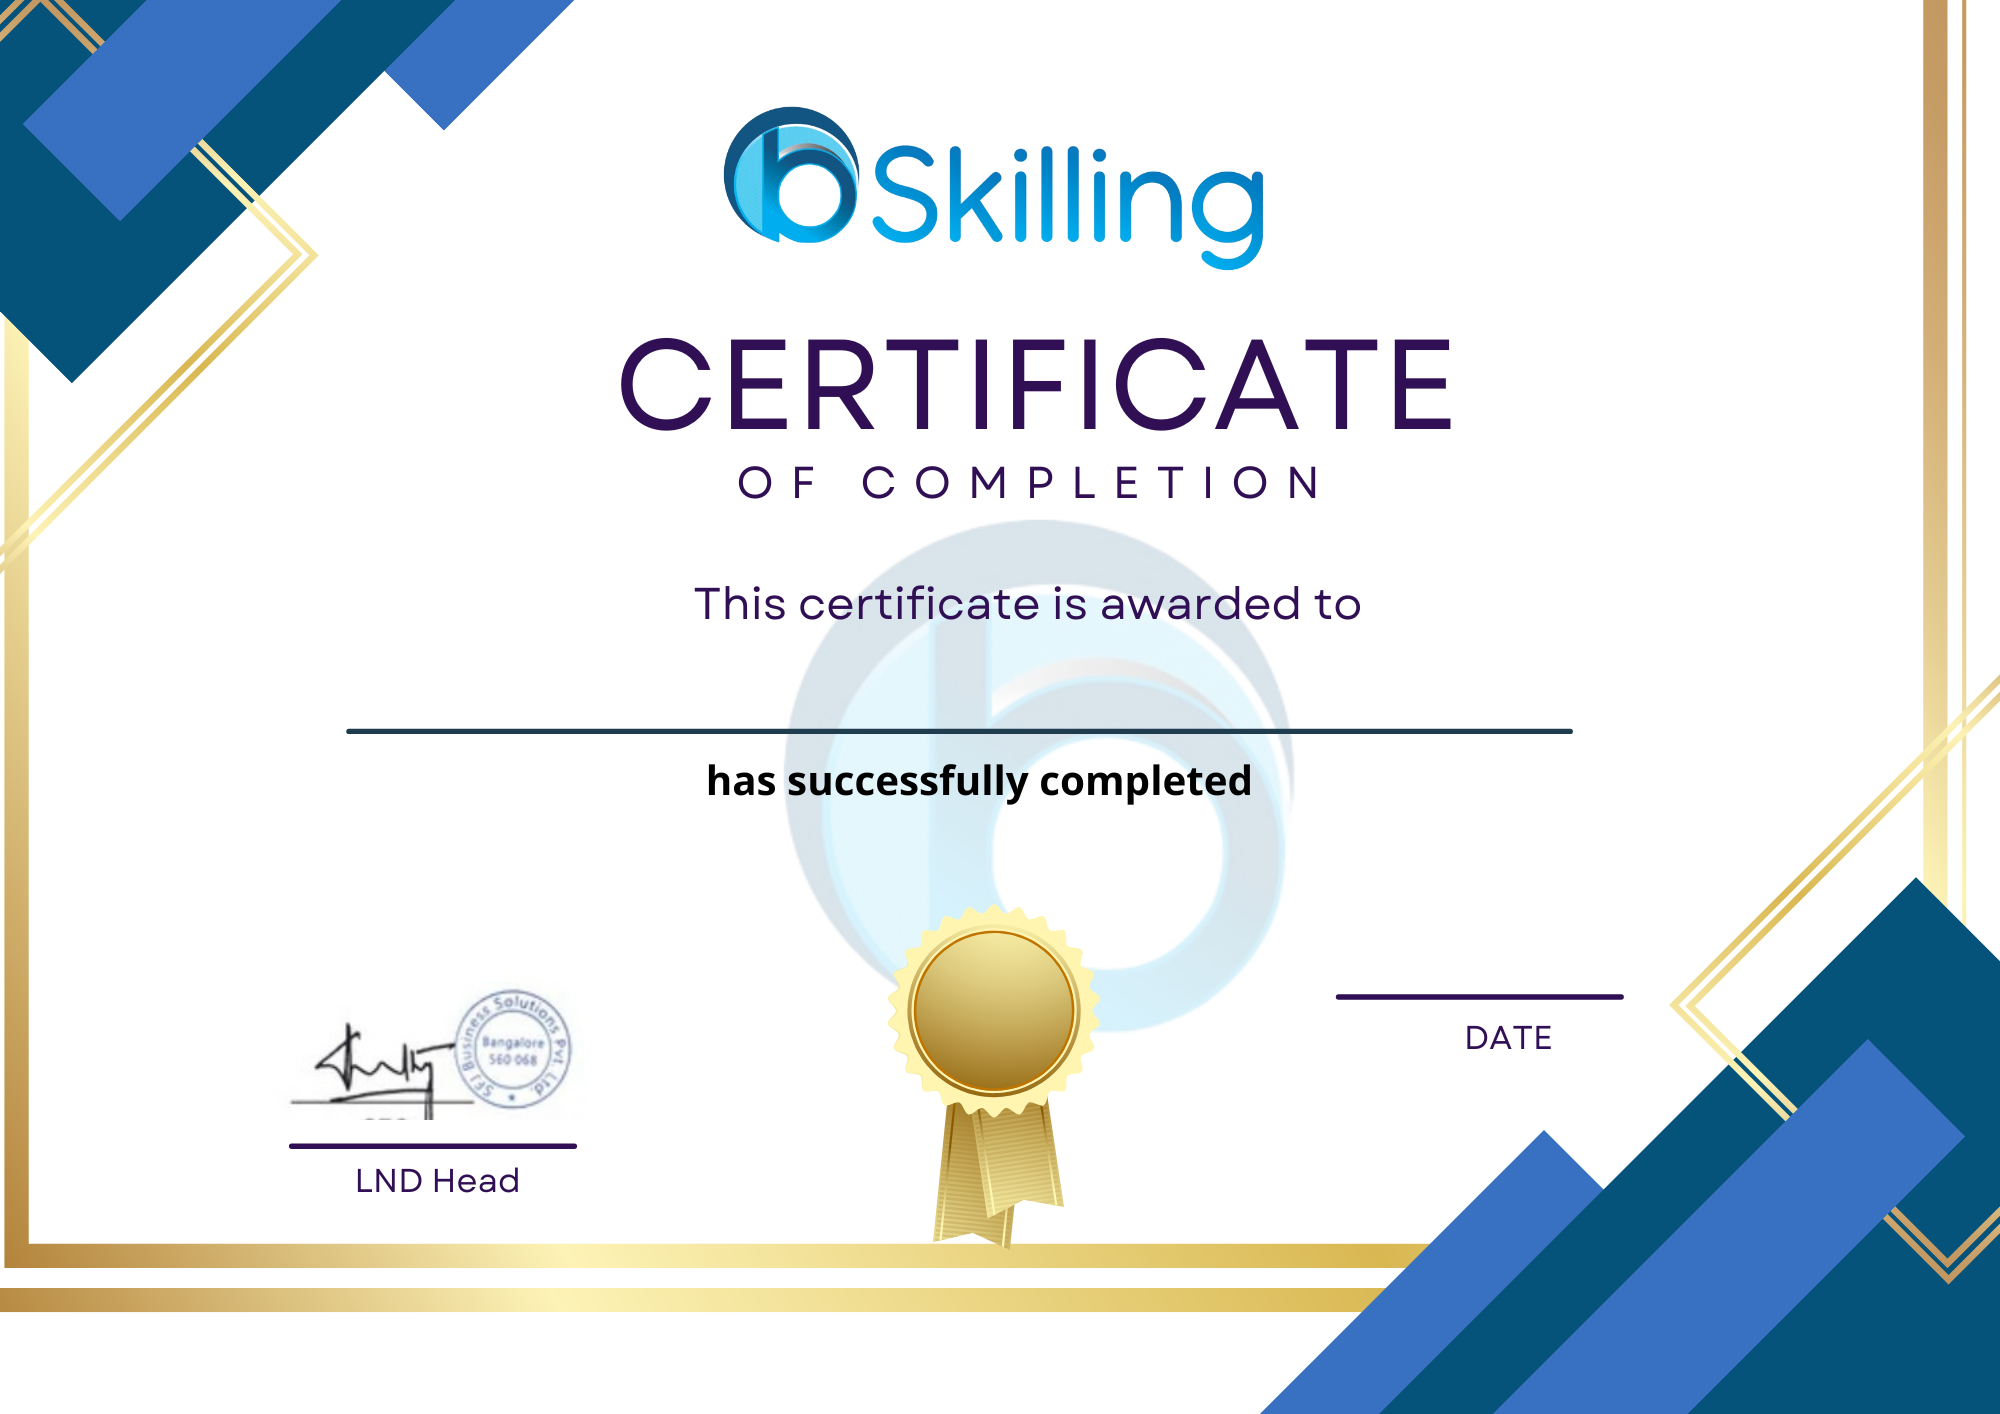 bSkilling
CERTIFICATE
OF COMPLETION
This certificate is awarded to
has successfully completed
SFJ Business Solutions Pvt. Ltd.
Bangalore
560 068
DATE
LND Head